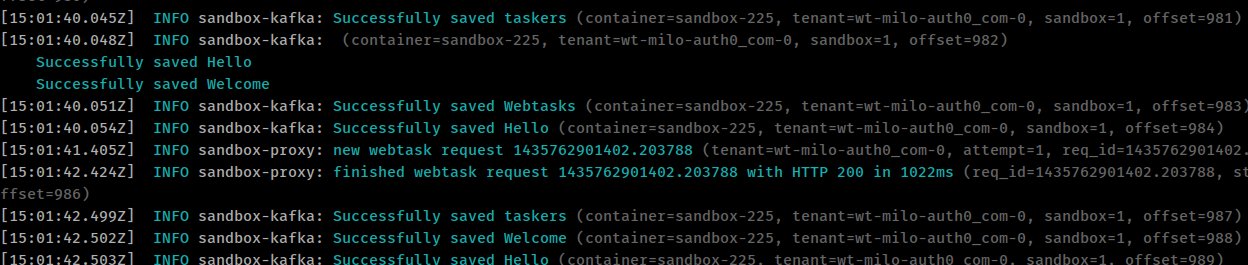 [15:01:40.045Z]  INFO sandbox-kafka: Successfully saved taskers (container=sandbox-225, tenant=wt-milo-auth0_com-0, sandbox=1, offset=981)
[15:01:40.048Z]  INFO sandbox-kafka:  (container=sandbox-225, tenant=wt-milo-auth0_com-0, sandbox=1, offset=982)
    Successfully saved Hello
    Successfully saved Welcome
[15:01:40.051Z]  INFO sandbox-kafka: Successfully saved Webtasks (container=sandbox-225, tenant=wt-milo-auth0_com-0, sandbox=1, offset=983)
[15:01:40.054Z]  INFO sandbox-kafka: Successfully saved Hello (container=sandbox-225, tenant=wt-milo-auth0_com-0, sandbox=1, offset=984)
[15:01:41.405Z]  INFO sandbox-proxy: new webtask request 1435762901402.203788 (tenant=wt-milo-auth0_com-0, attempt=1, req_id=1435762901402.
[15:01:42.424Z]  INFO sandbox-proxy: finished webtask request 1435762901402.203788 with HTTP 200 in 1022ms (req_id=1435762901402.203788, st
ffset=986)
[15:01:42.499Z]  INFO sandbox-kafka: Successfully saved taskers (container=sandbox-225, tenant=wt-milo-auth0_com-0, sandbox=1, offset=987)
[15:01:42.502Z]  INFO sandbox-kafka: Successfully saved Welcome (container=sandbox-225, tenant=wt-milo-auth0_com-0, sandbox=1, offset=988)
[15:01:42.503Z]  INFO sandbox-kafka: Successfully saved Hello (container=sandbox-225, tenant=wt-milo-auth0_com-0, sandbox=1, offset=989)